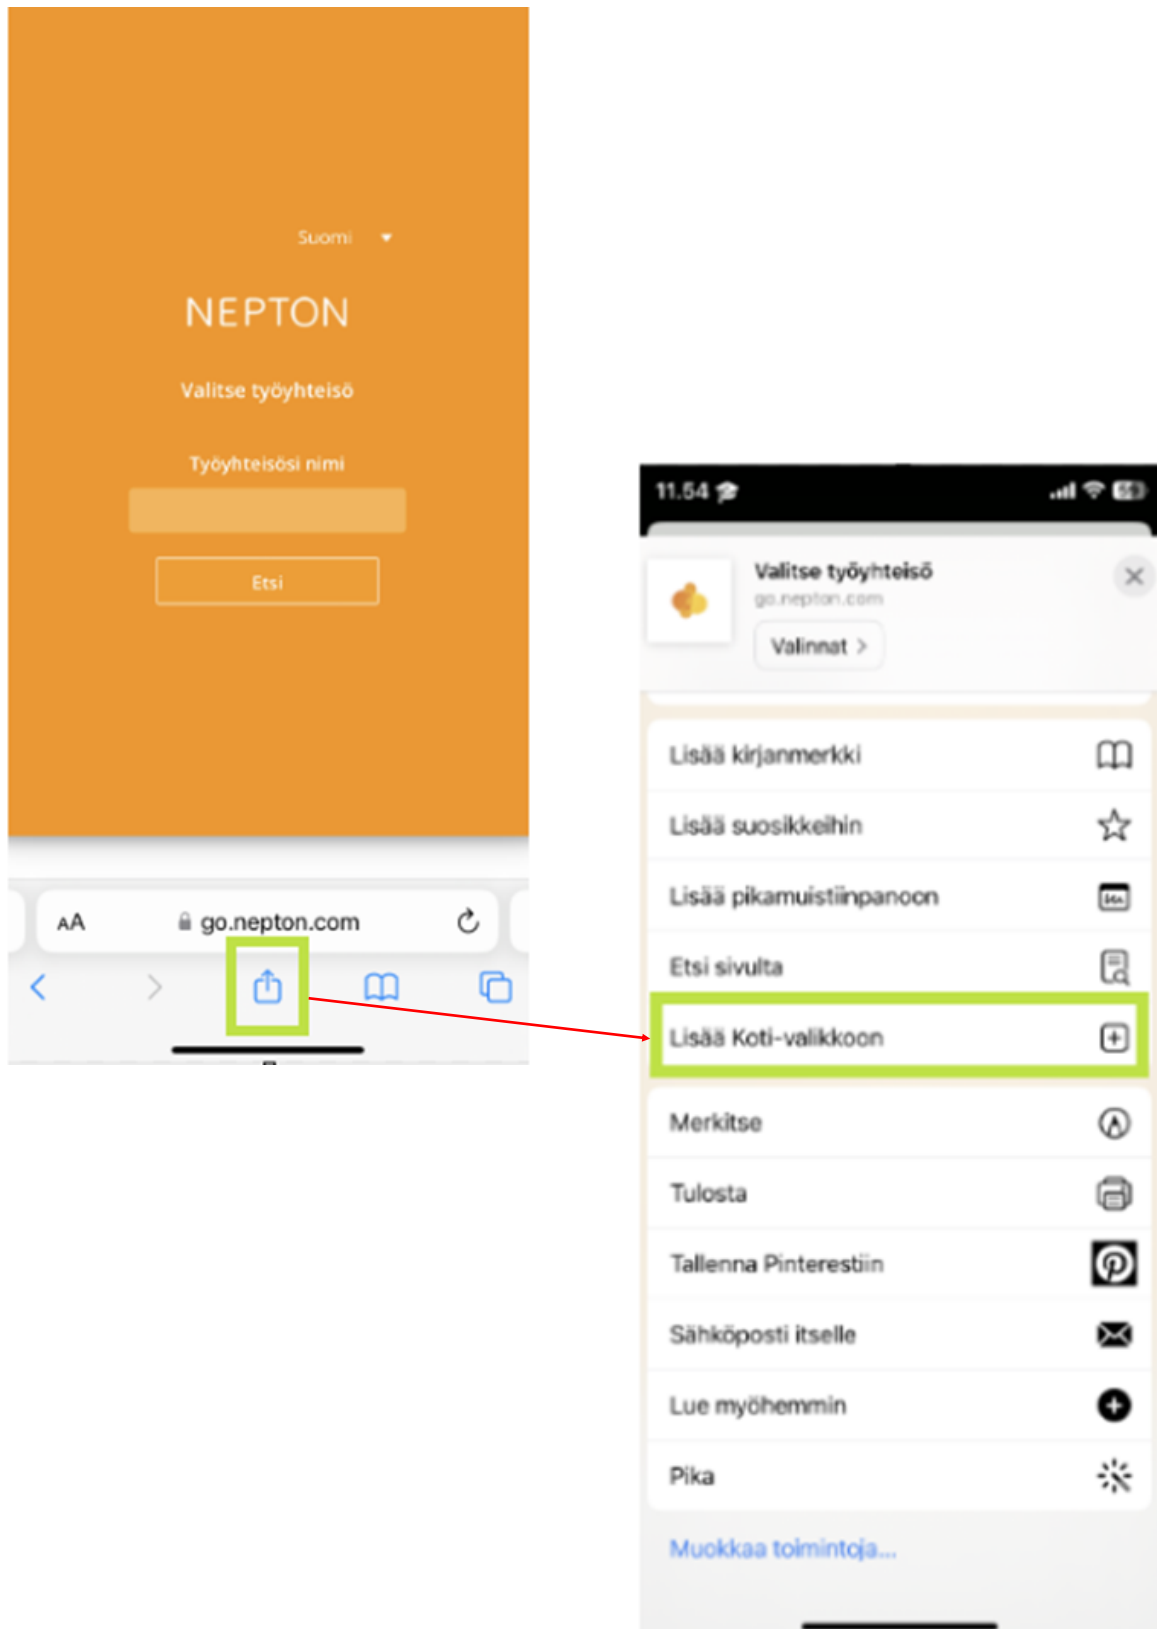 Suomi
NEPTON
Valitse työyhteisö
Työyhteisösi nimi
Etsi
AA go.nepton.com
11.54
Valitse työyhteisö
go.nepton.com
Valinnat >
Lisää kirjanmerkki
Lisää suosikkeihin
Lisää pikamuistiinpanoon
Etsi sivulta
Lisää Koti-valikkoon
Merkitse
Tulosta
Tallenna Pinterestiin
Sähköposti itselle
Lue myöhemmin
Pika
Muokkaa toimintoja...